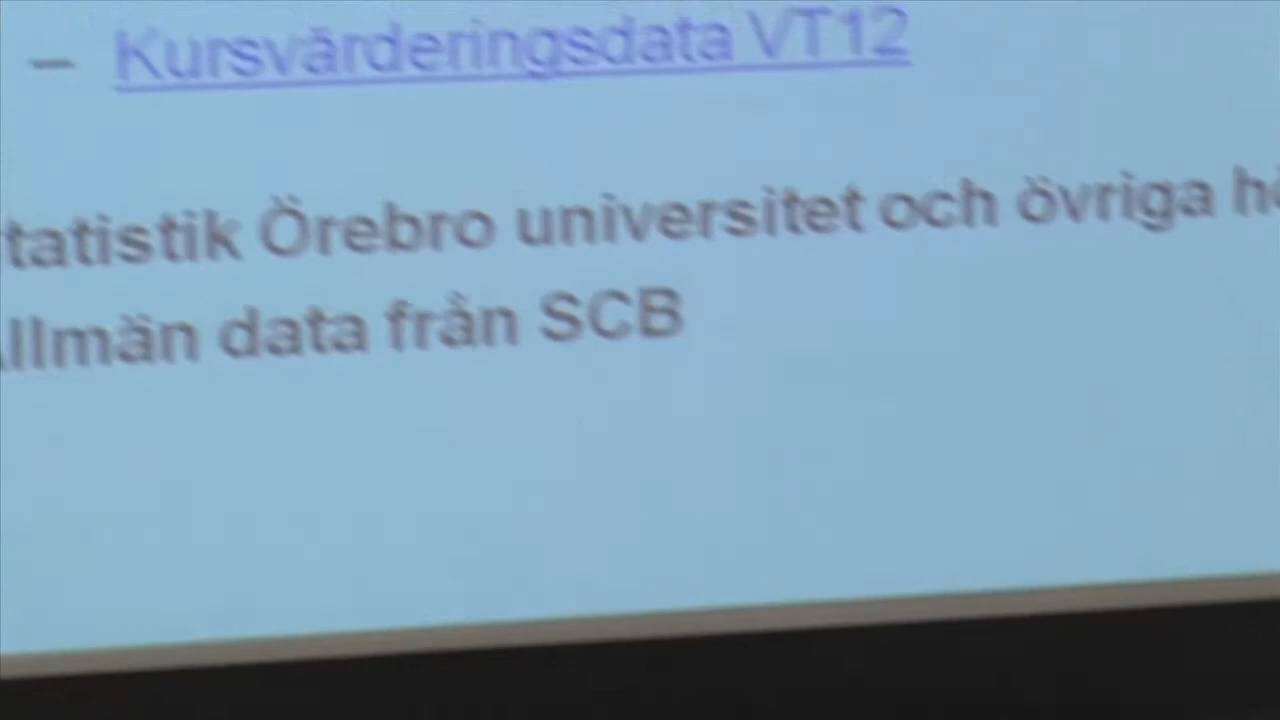 – Kursvärderingsdata VT12
tatistik Örebro universitet och övriga
llmän data från SCB